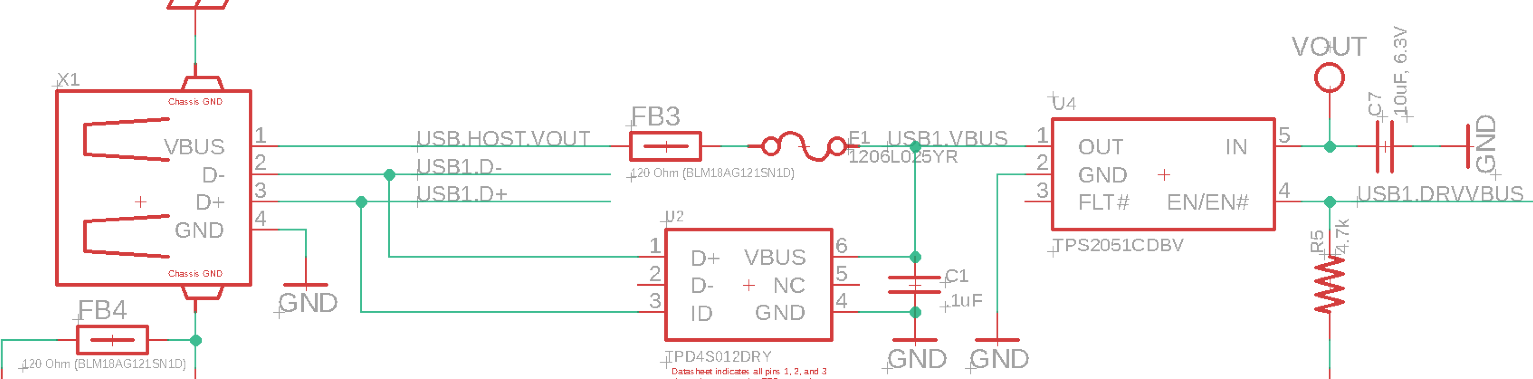 X1
Chassis GND
VBUS
D-
D+
GND
Chassis GND
1
2
3
4
GND
FB4
120 Ohm (BLM18AG121SN1D)
USB.HOST.VOUT
USB1.D-
USB1.D+
FB3
120 Ohm (BLM18AG121SN1D)
F1
1206L025YR
USB1.VBUS
U2
1
2
3
D+
D-
ID
VBUS
NC
GND
6
5
4
TPD4S012DRY
Datasheet indicates all pins 1, 2, and 3
C1
.1uF
GND
GND
U4
1
2
3
OUT
GND
FLT#
IN
EN/EN#
5
4
TPS2051CDBV
VOUT
C7
10uF, 6.3V
GND
USB1.DRVVBUS
R5
4.7k